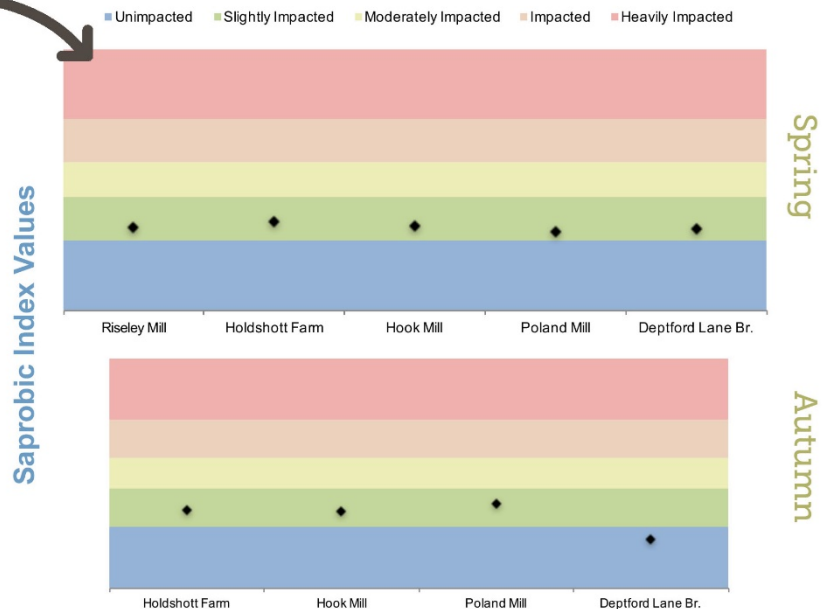 Unimpacted Slightly Impacted Moderately Impacted Impacted Heavily Impacted
Spring
Saprobic Index Values
Riseley Mill Holdshott Farm Hook Mill Poland Mill Deptford Lane Br.
Autumn
Holdshott Farm Hook Mill Poland Mill Deptford Lane Br.